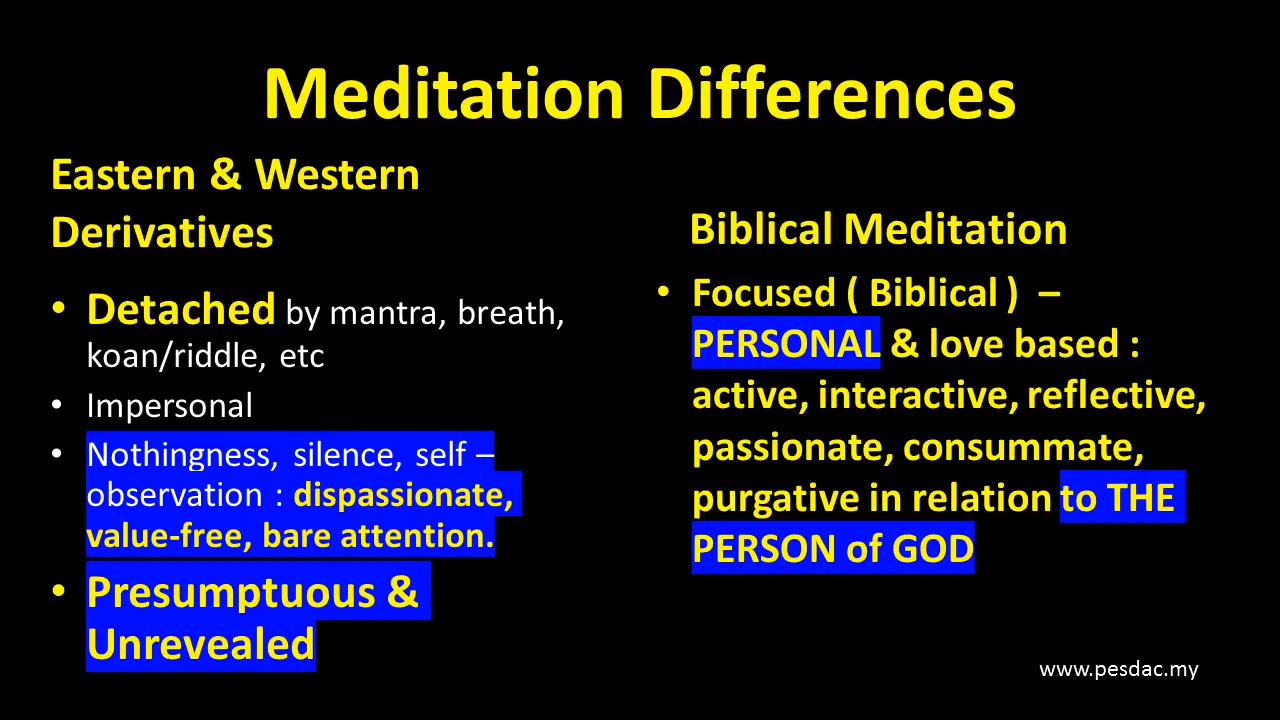 Meditation Differences
Eastern & Western
Derivatives
• Detached by mantra, breath,
koan/riddle, etc
• Impersonal
• Nothingness, silence, self –
observation : dispassionate,
value-free, bare attention.
• Presumptuous &
Unrevealed
Biblical Meditation
• Focused ( Biblical ) –
PERSONAL & love based :
active, interactive, reflective,
passionate, consummate,
purgative in relation to THE
PERSON of GOD
www.pesdac.my